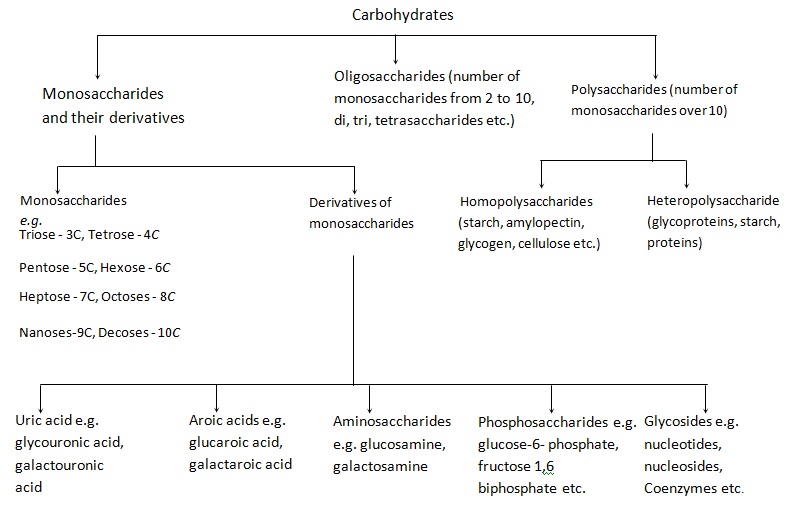 Carbohydrates
Monosaccharides
and their derivatives
Oligosaccharides (number of
monosaccharides from 2 to 10,
di, tri, tetrasaccharides etc.)
Polysaccharides (number of
monosaccharides over 10)
Monosaccharides
e.g.
Triose - 3C, Tetrose - 4C
Pentose - 5C, Hexose - 6C
Heptose - 7C, Octoses - 8C
Nanoses-9C, Decoses - 10C
Derivatives of
monosaccharides
Homopolysaccharides
(starch, amylopectin,
glycogen, cellulose etc.)
Heteropolysaccharide
(glycoproteins, starch,
proteins)
Uric acid e.g.
glycouronic acid,
galactouronic
acid
Aroic acids e.g.
glucaroic acid,
galactaroic acid
Aminosaccharides
e.g. glucosamine,
galactosamine
Phosphosaccharides e.g.
glucose-6- phosphate,
fructose 1,6
biphosphate etc.
Glycosides e.g.
nucleotides,
nucleosides,
Coenzymes etc.